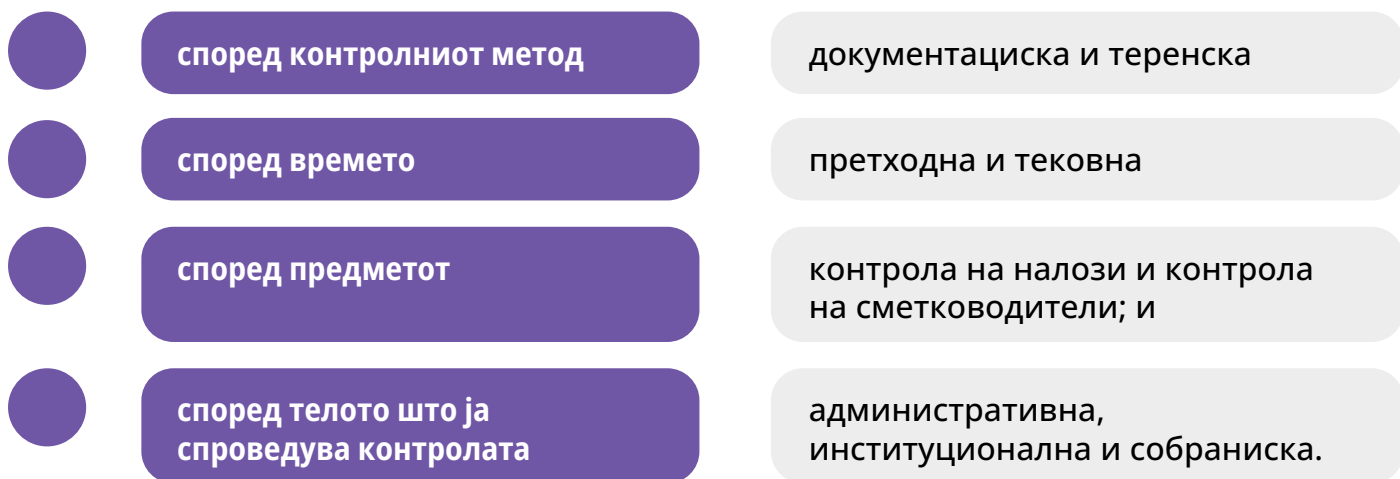 според контролниот метод
документациска и теренска
според времето
претходна и тековна
според предметот
контрола на налози и контрола
на сметководители; и
според телото што ја
спроведува контролата
административна,
институционална и собраниска.